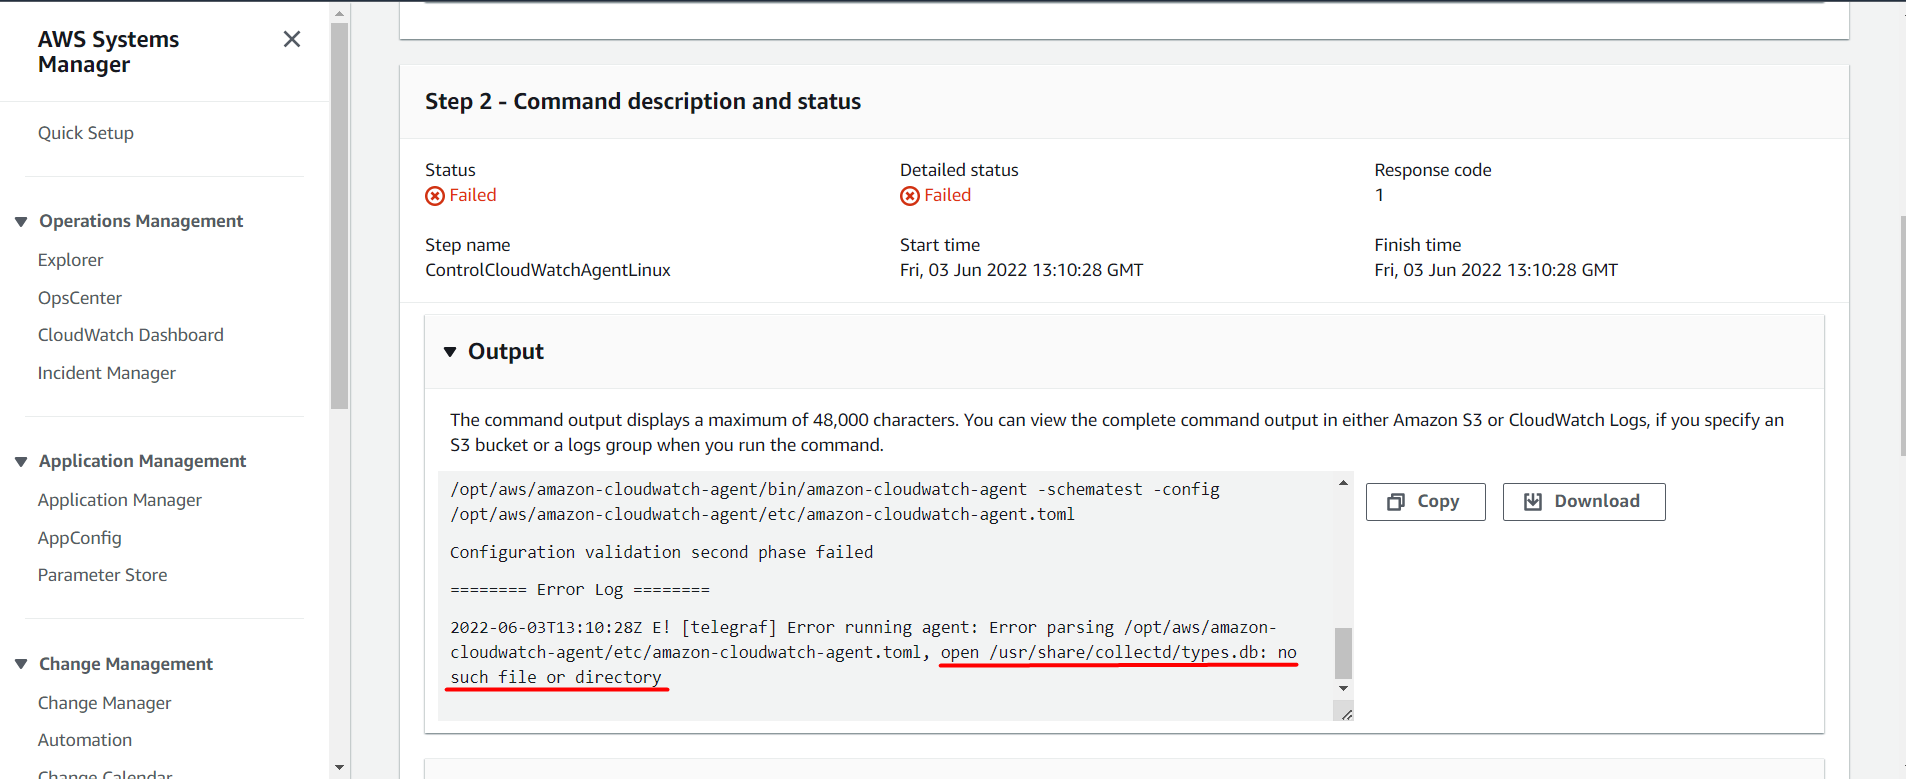 AWS Systems
Manager
Quick Setup
Operations Management
Explorer
OpsCenter
CloudWatch Dashboard
Incident Manager
Application Management
Application Manager
AppConfig
Parameter Store
Change Management
Change Manager
Automation
Change Calendar
Step 2 - Command description and status
Status
Failed
Detailed status
Failed
Response code
1
Step name
ControlCloudWatchAgentLinux
Start time
Fri, 03 Jun 2022 13:10:28 GMT
Finish time
Fri, 03 Jun 2022 13:10:28 GMT
Output
The command output displays a maximum of 48,000 characters. You can view the complete command output in either Amazon S3 or CloudWatch Logs, if you specify an
S3 bucket or a logs group when you run the command.
/opt/aws/amazon-cloudwatch-agent/bin/amazon-cloudwatch-agent -schematest -config
/opt/aws/amazon-cloudwatch-agent/etc/amazon-cloudwatch-agent.toml
Configuration validation second phase failed
======== Error Log ========
2022-06-03T13:10:28Z E! [telegraf] Error running agent: Error parsing /opt/aws/amazon-
cloudwatch-agent/etc/amazon-cloudwatch-agent.toml, open /usr/share/collectd/types.db: no
such file or directory
Copy
Download